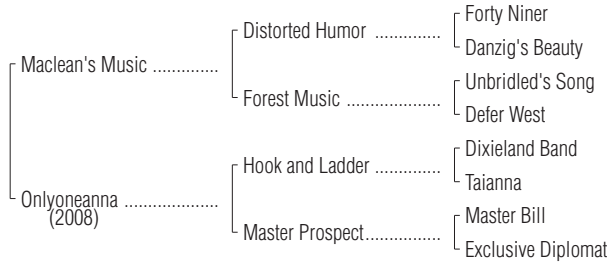 Forty Niner
Distorted Humor ..............
Danzig's Beauty
Maclean's Music .............
Unbridled's Song
Forest Music .................
Defer West
Dixieland Band
Hook and Ladder .............
Taianna
Onlyoneanna ..................
(2008)
Master Bill
Master Prospect...............
Exclusive Diplomat